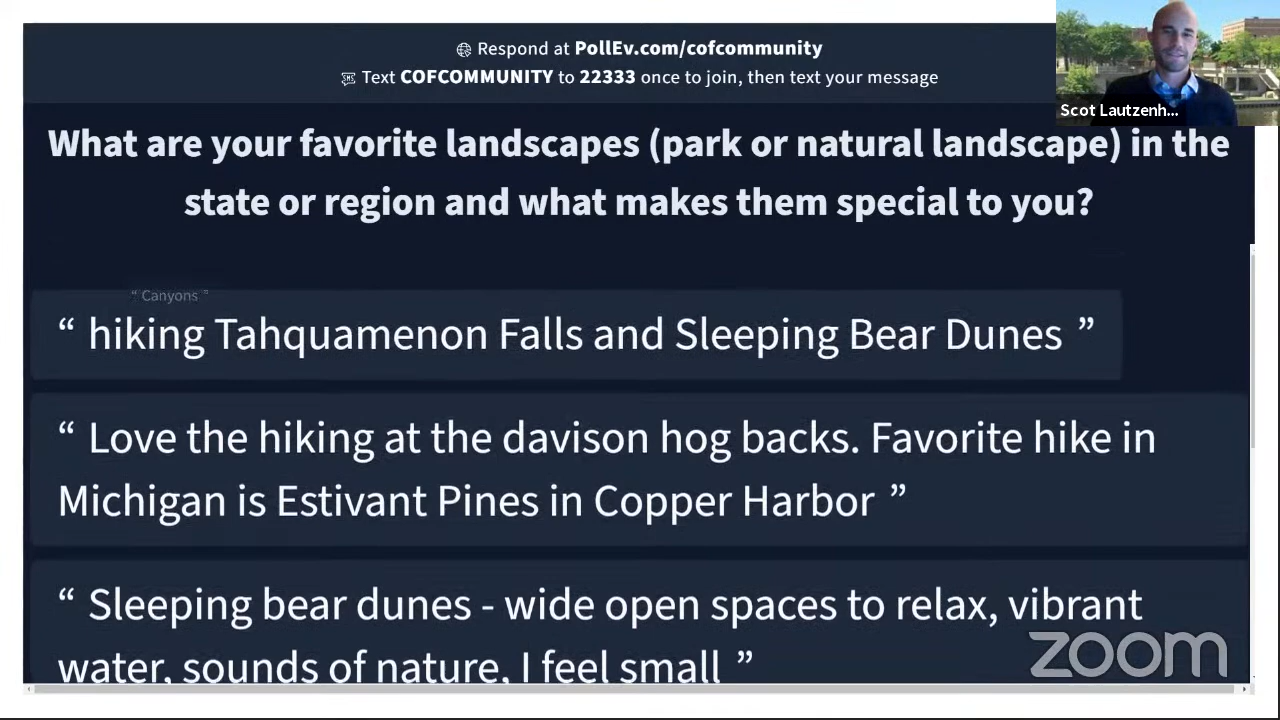 Respond at PollEv.com/cofcommunity
Text COFCOMMUNITY to 22333 once to join, then text your message
Scot Lautzenh...
What are your favorite landscapes (park or natural landscape) in the
state or region and what makes them special to you?
“ Canyons ”
“ hiking Tahquamenon Falls and Sleeping Bear Dunes ”
“ Love the hiking at the davison hog backs. Favorite hike in
Michigan is Estivant Pines in Copper Harbor ”
“ Sleeping bear dunes - wide open spaces to relax, vibrant
water, sounds of nature, I feel small ”
zoom